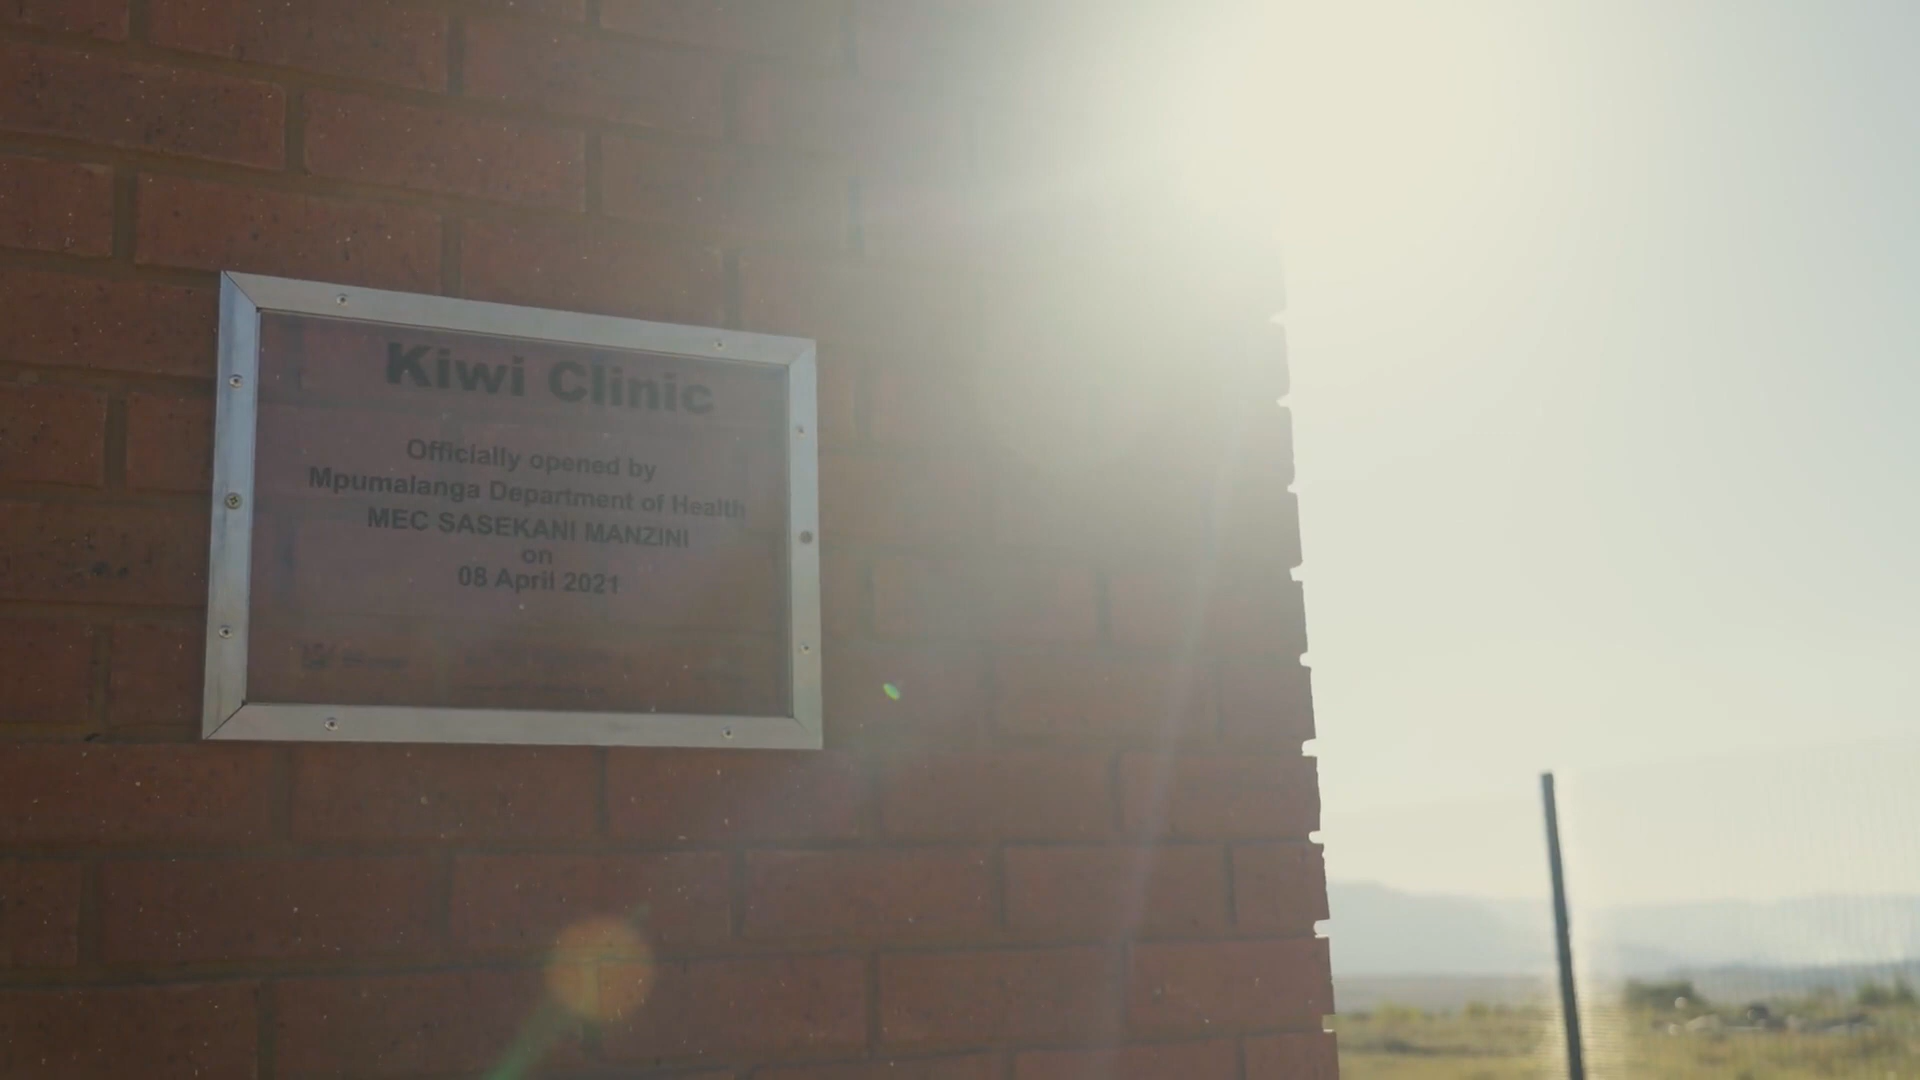 Kiwi Clinic
Officially opened by
Mpumalanga Department of Health
MEC SASEKANI MANZINI
on
08 April 2021